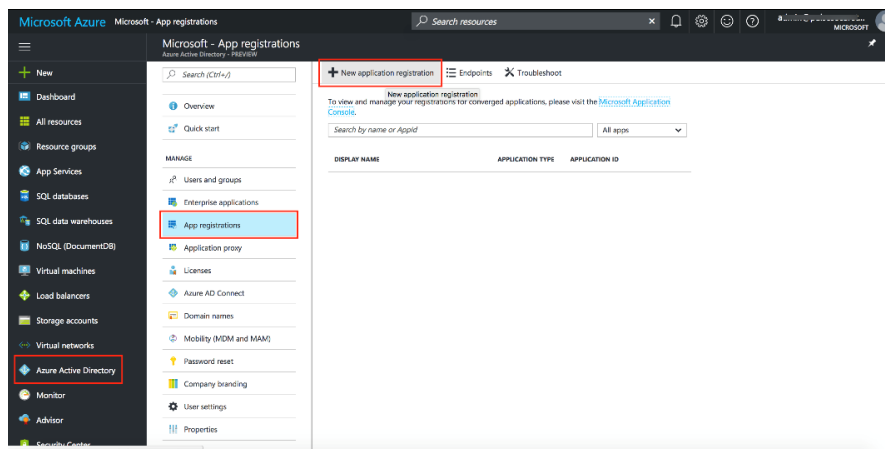 Microsoft Azure Microsoft - App registrations
Search resources
MICROSOFT
Microsoft - App registrations
Azure Active Directory - PREVIEW
New
Dashboard
All resources
Resource groups
App Services
SQL databases
SQL data warehouses
NoSQL (DocumentDB)
Virtual machines
Load balancers
Storage accounts
Virtual networks
Azure Active Directory
Monitor
Advisor
Security Center
Search (Ctrl+/)
Overview
Quick start
MANAGE
Users and groups
Enterprise applications
App registrations
Application proxy
Licenses
Azure AD Connect
Domain names
Mobility (MDM and MAM)
Password reset
Company branding
User settings
Properties
New application registration Endpoints Troubleshoot
New application registration
To view and manage your registrations for converged applications, please visit the Microsoft Application
Console.
Search by name or AppId All apps
DISPLAY NAME APPLICATION TYPE APPLICATION ID